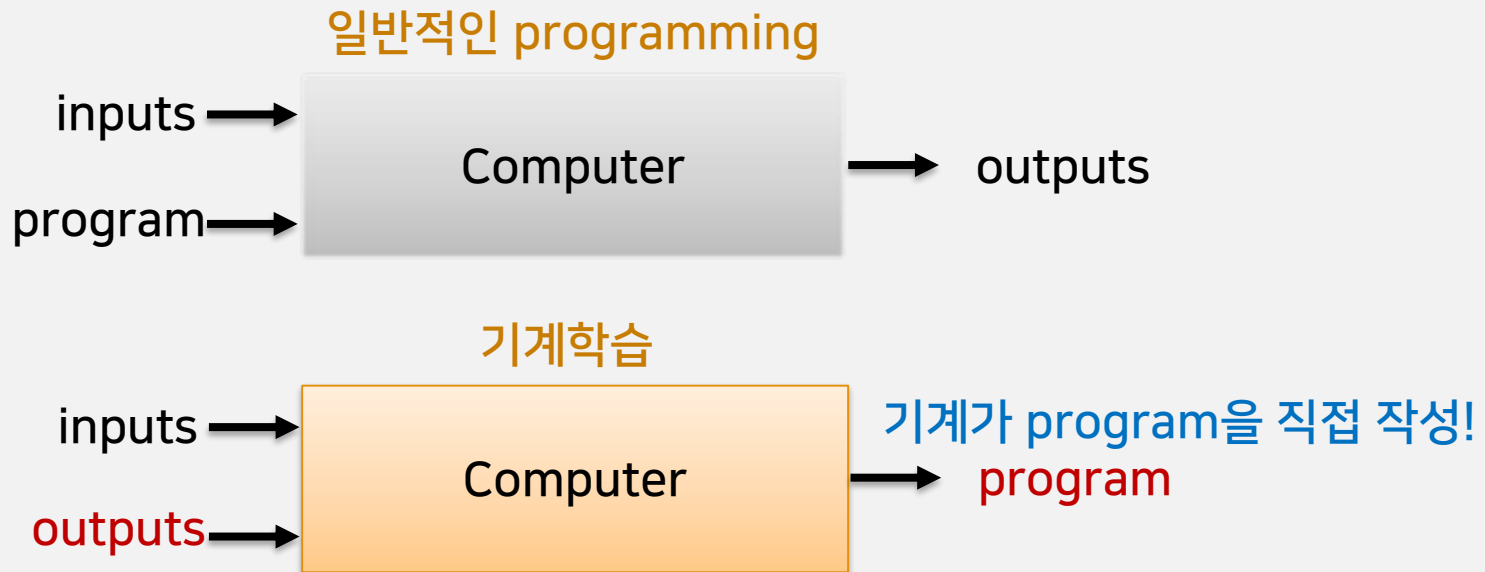 일반적인 programming
inputs
Computer
outputs
program
기계학습
inputs
기계가 program을 직접 작성!
Computer
program
outputs